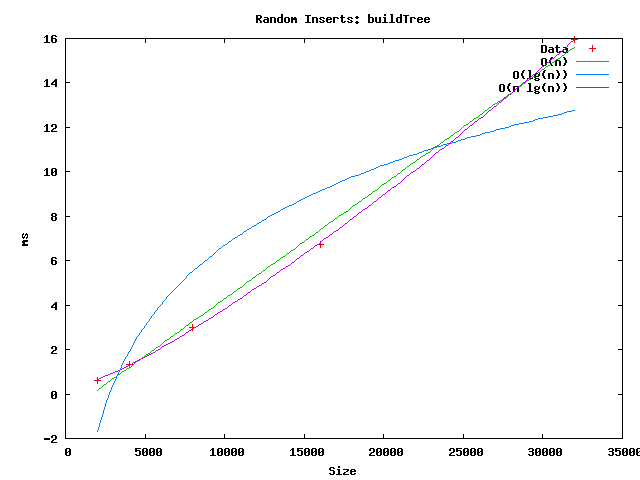 Random Inserts: buildTree
16
14
12
10
8
6
4
2
0
-2
ms
Data
O(n)
O(lg(n))
O(n lg(n))
0 5000 10000 15000 20000 25000 30000 35000
Size